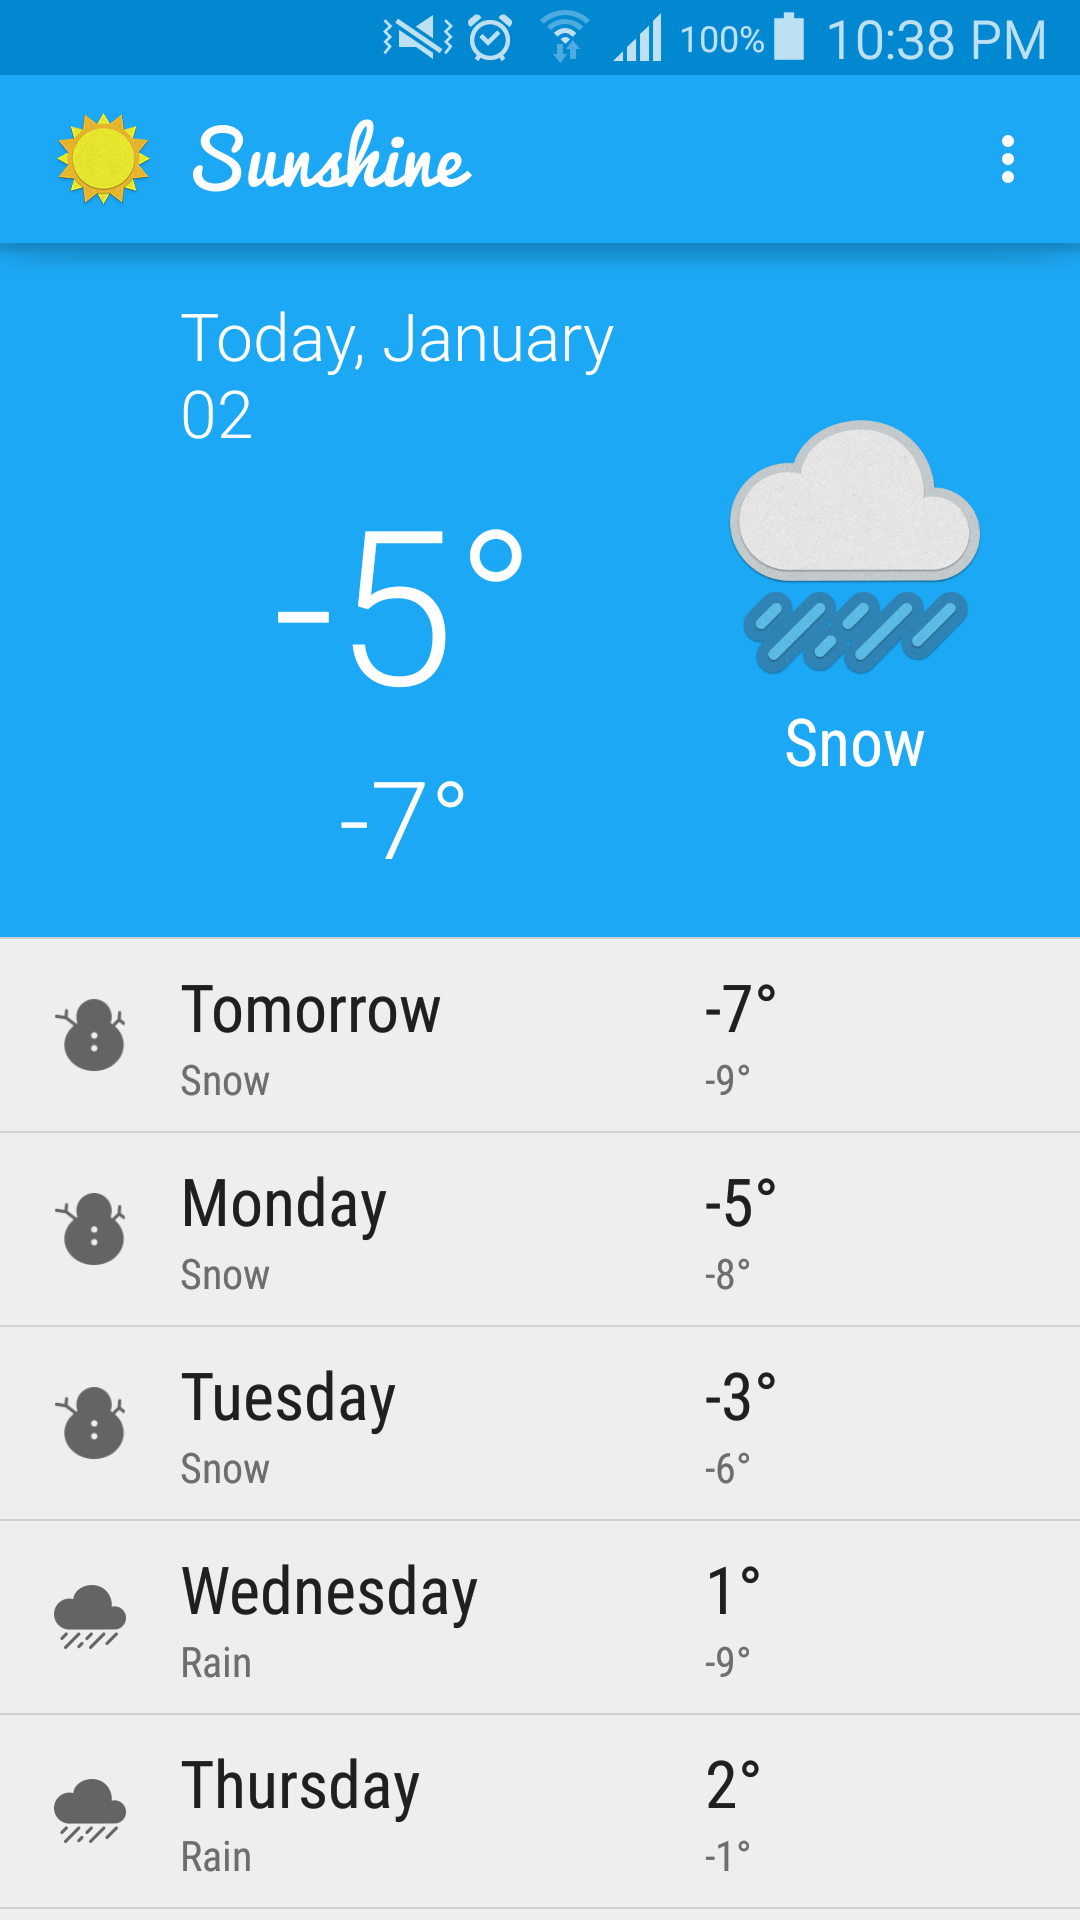 100% 10:38 PM
Sunshine
Today, January
02
-5°
Snow
-7°
Tomorrow -7°
Snow -9°
Monday -5°
Snow -8°
Tuesday -3°
Snow -6°
Wednesday 1°
Rain -9°
Thursday 2°
Rain -1°